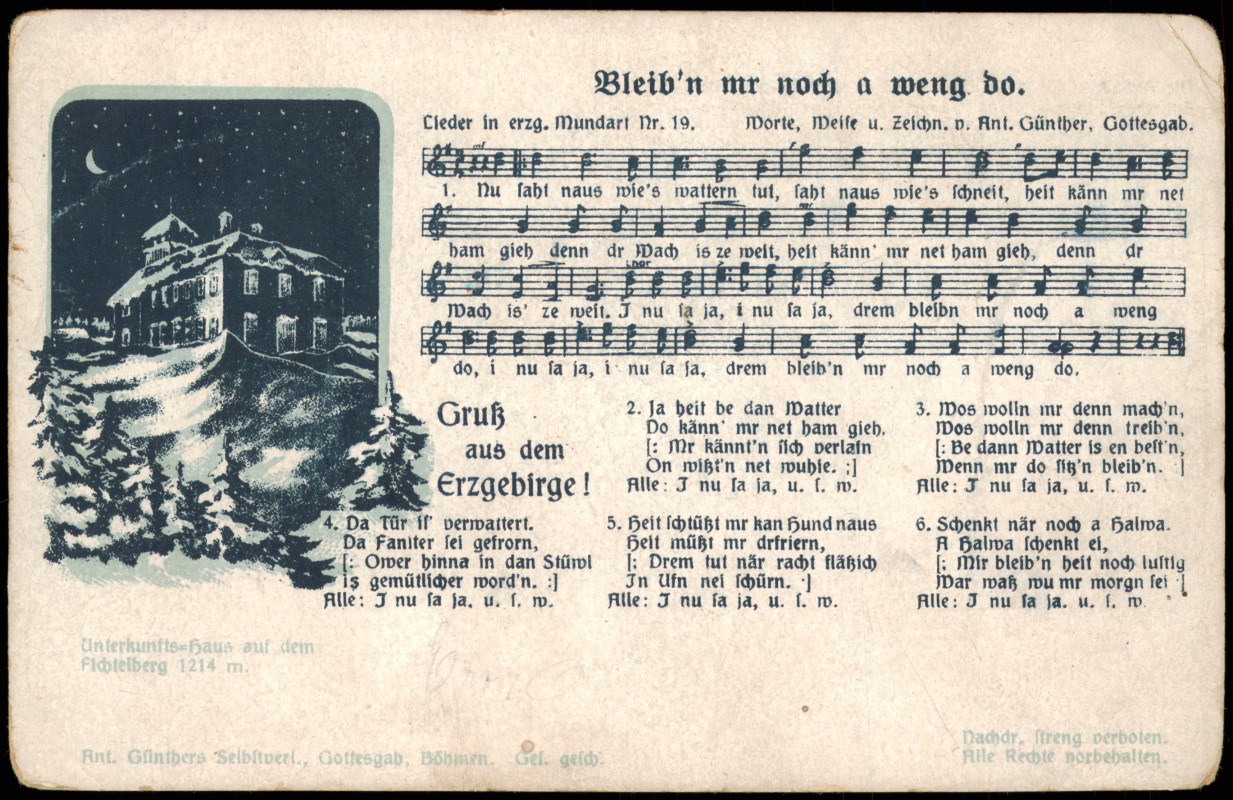 Bleib'n mr noch a weng do.
Lieder in erzg. Mundart Nr. 19. Worte, Weise u. Zeichn. v. Ant. Günther, Gottesgab.
1. Nu saht naus wie's wattern tut, saht naus wie's schneit, heit känn mr net
ham gieh denn dr Wach is ze weit, heit känn' mr net ham gieh, denn dr
Chor
Wach is' ze weit. I nu sa ja, i nu sa ja, drem bleibn mr noch a weng
do, i nu sa ja, i nu sa ja, drem bleib'n mr noch a weng do.
Gruß
aus dem
Erzgebirge!
2. Ja heit be dan Watter
Do känn' mr net ham gieh,
[: Mr kännt'n sich verlasn
On wißt'n net wuhie. :]
Alle: I nu sa ja, u. s. w.
3. Wos wolln mr denn mach'n,
Wos wolln mr denn treib'n,
[: Be dann Watter is en best'n,
Wenn mr do sitz'n bleib'n. :]
Alle: I nu sa ja, u. s. w.
4. Da Tür is' verwattert.
Da Fanster sei gefrorn,
[: Ower hinna in dan Stüwl
is gemütlicher word'n. :]
Alle: I nu sa ja, u. s. w.
5. Heit schtüßt mr kan Hund naus
Heit müßt mr drfriern,
[: Drem tut när racht fläßich
In Ufn nei schürn. :]
Alle: I nu sa ja, u. s. w.
6. Schenkt när noch a Halwa.
A Halwa schenkt ei,
[: Mir bleib'n heit noch lustig
War waß wu mr morgn sei :]
Alle: I nu sa ja. u. s. w.
Unterkunfts=Haus auf dem
Fichtelberg 1214 m.
Ant. Günthers Selbstverl., Gottesgab, Böhmen. Ges. gesch.
Nachdr. streng verboten.
Alle Rechte vorbehalten.